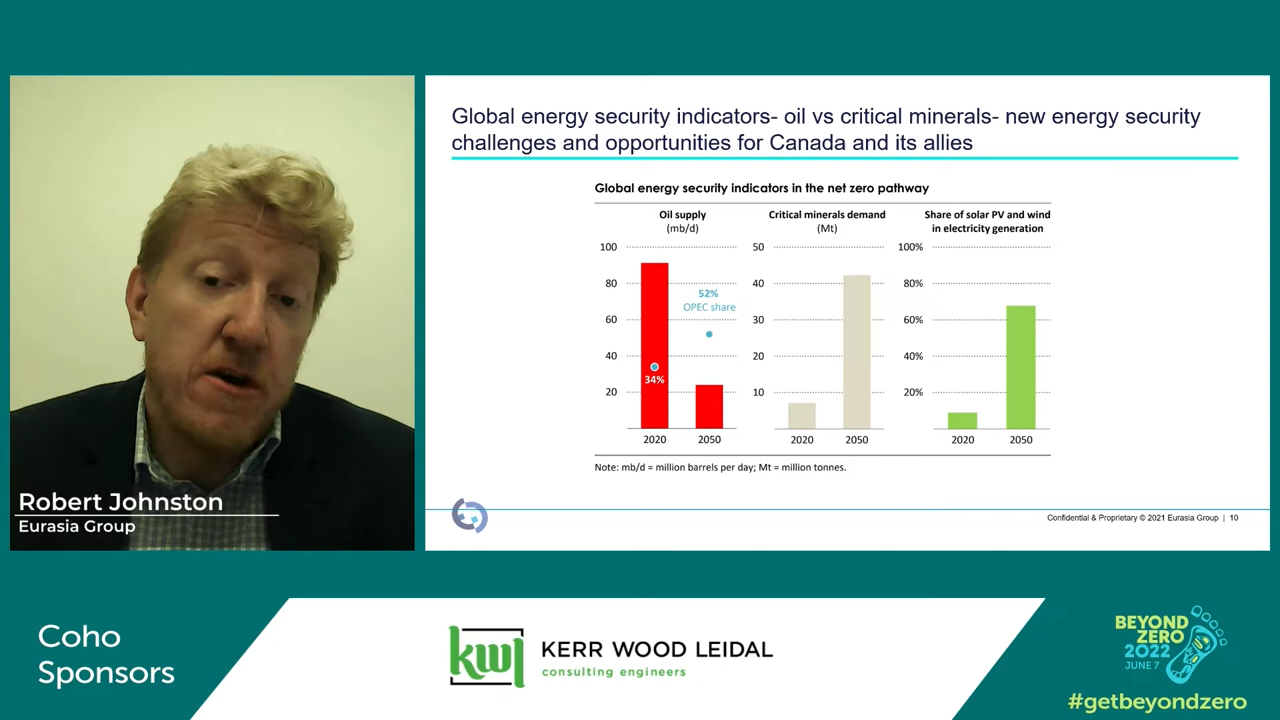 Global energy security indicators- oil vs critical minerals- new energy security
challenges and opportunities for Canada and its allies
Global energy security indicators in the net zero pathway
Oil supply
(mb/d)
100
80
60
40
20
52%
OPEC share
34%
2020 2050
Critical minerals demand
(Mt)
50
40
30
20
10
2020 2050
Share of solar PV and wind
in electricity generation
100%
80%
60%
40%
20%
2020 2050
Note: mb/d = million barrels per day; Mt = million tonnes.
Confidential & Proprietary © 2021 Eurasia Group | 10
Robert Johnston
Eurasia Group
Coho
Sponsors
kwl
KERR WOOD LEIDAL
consulting engineers
BEYOND
ZERO
2022
JUNE 7
#getbeyondzero